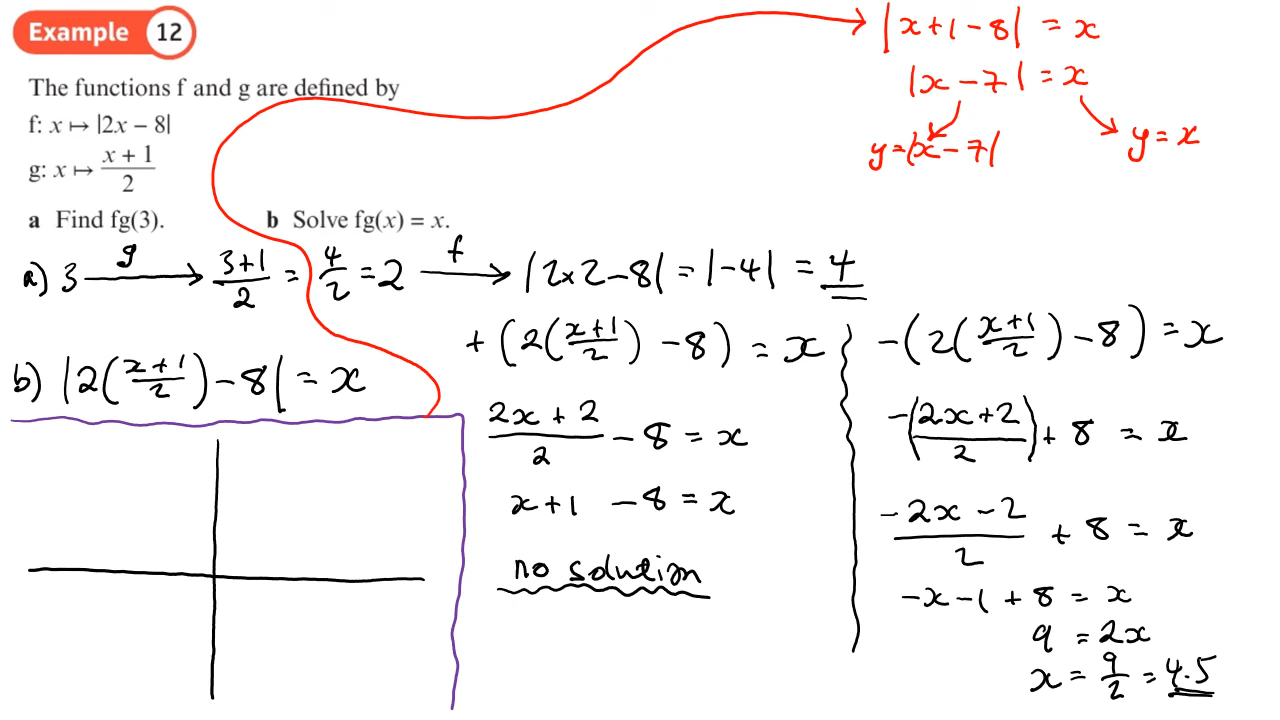 Example 12
The functions f and g are defined by
f: x ↦ |2x − 8|
g: x ↦ (x + 1)/2
a Find fg(3). b Solve fg(x) = x.
|x+1−8| = x
|x−7| = x
y=|x−7| y=x
a) 3 —g→ (3+1)/2 = 4/2 = 2 —f→ |2×2−8| = |−4| = 4
b) |2((x+1)/2)−8| = x
+(2((x+1)/2)−8) = x
(2x+2)/2 − 8 = x
x+1 −8 = x
no solution
−(2((x+1)/2)−8) = x
−((2x+2)/2) + 8 = x
(−2x−2)/2 + 8 = x
−x−1+8 = x
9 = 2x
x = 9/2 = 4.5